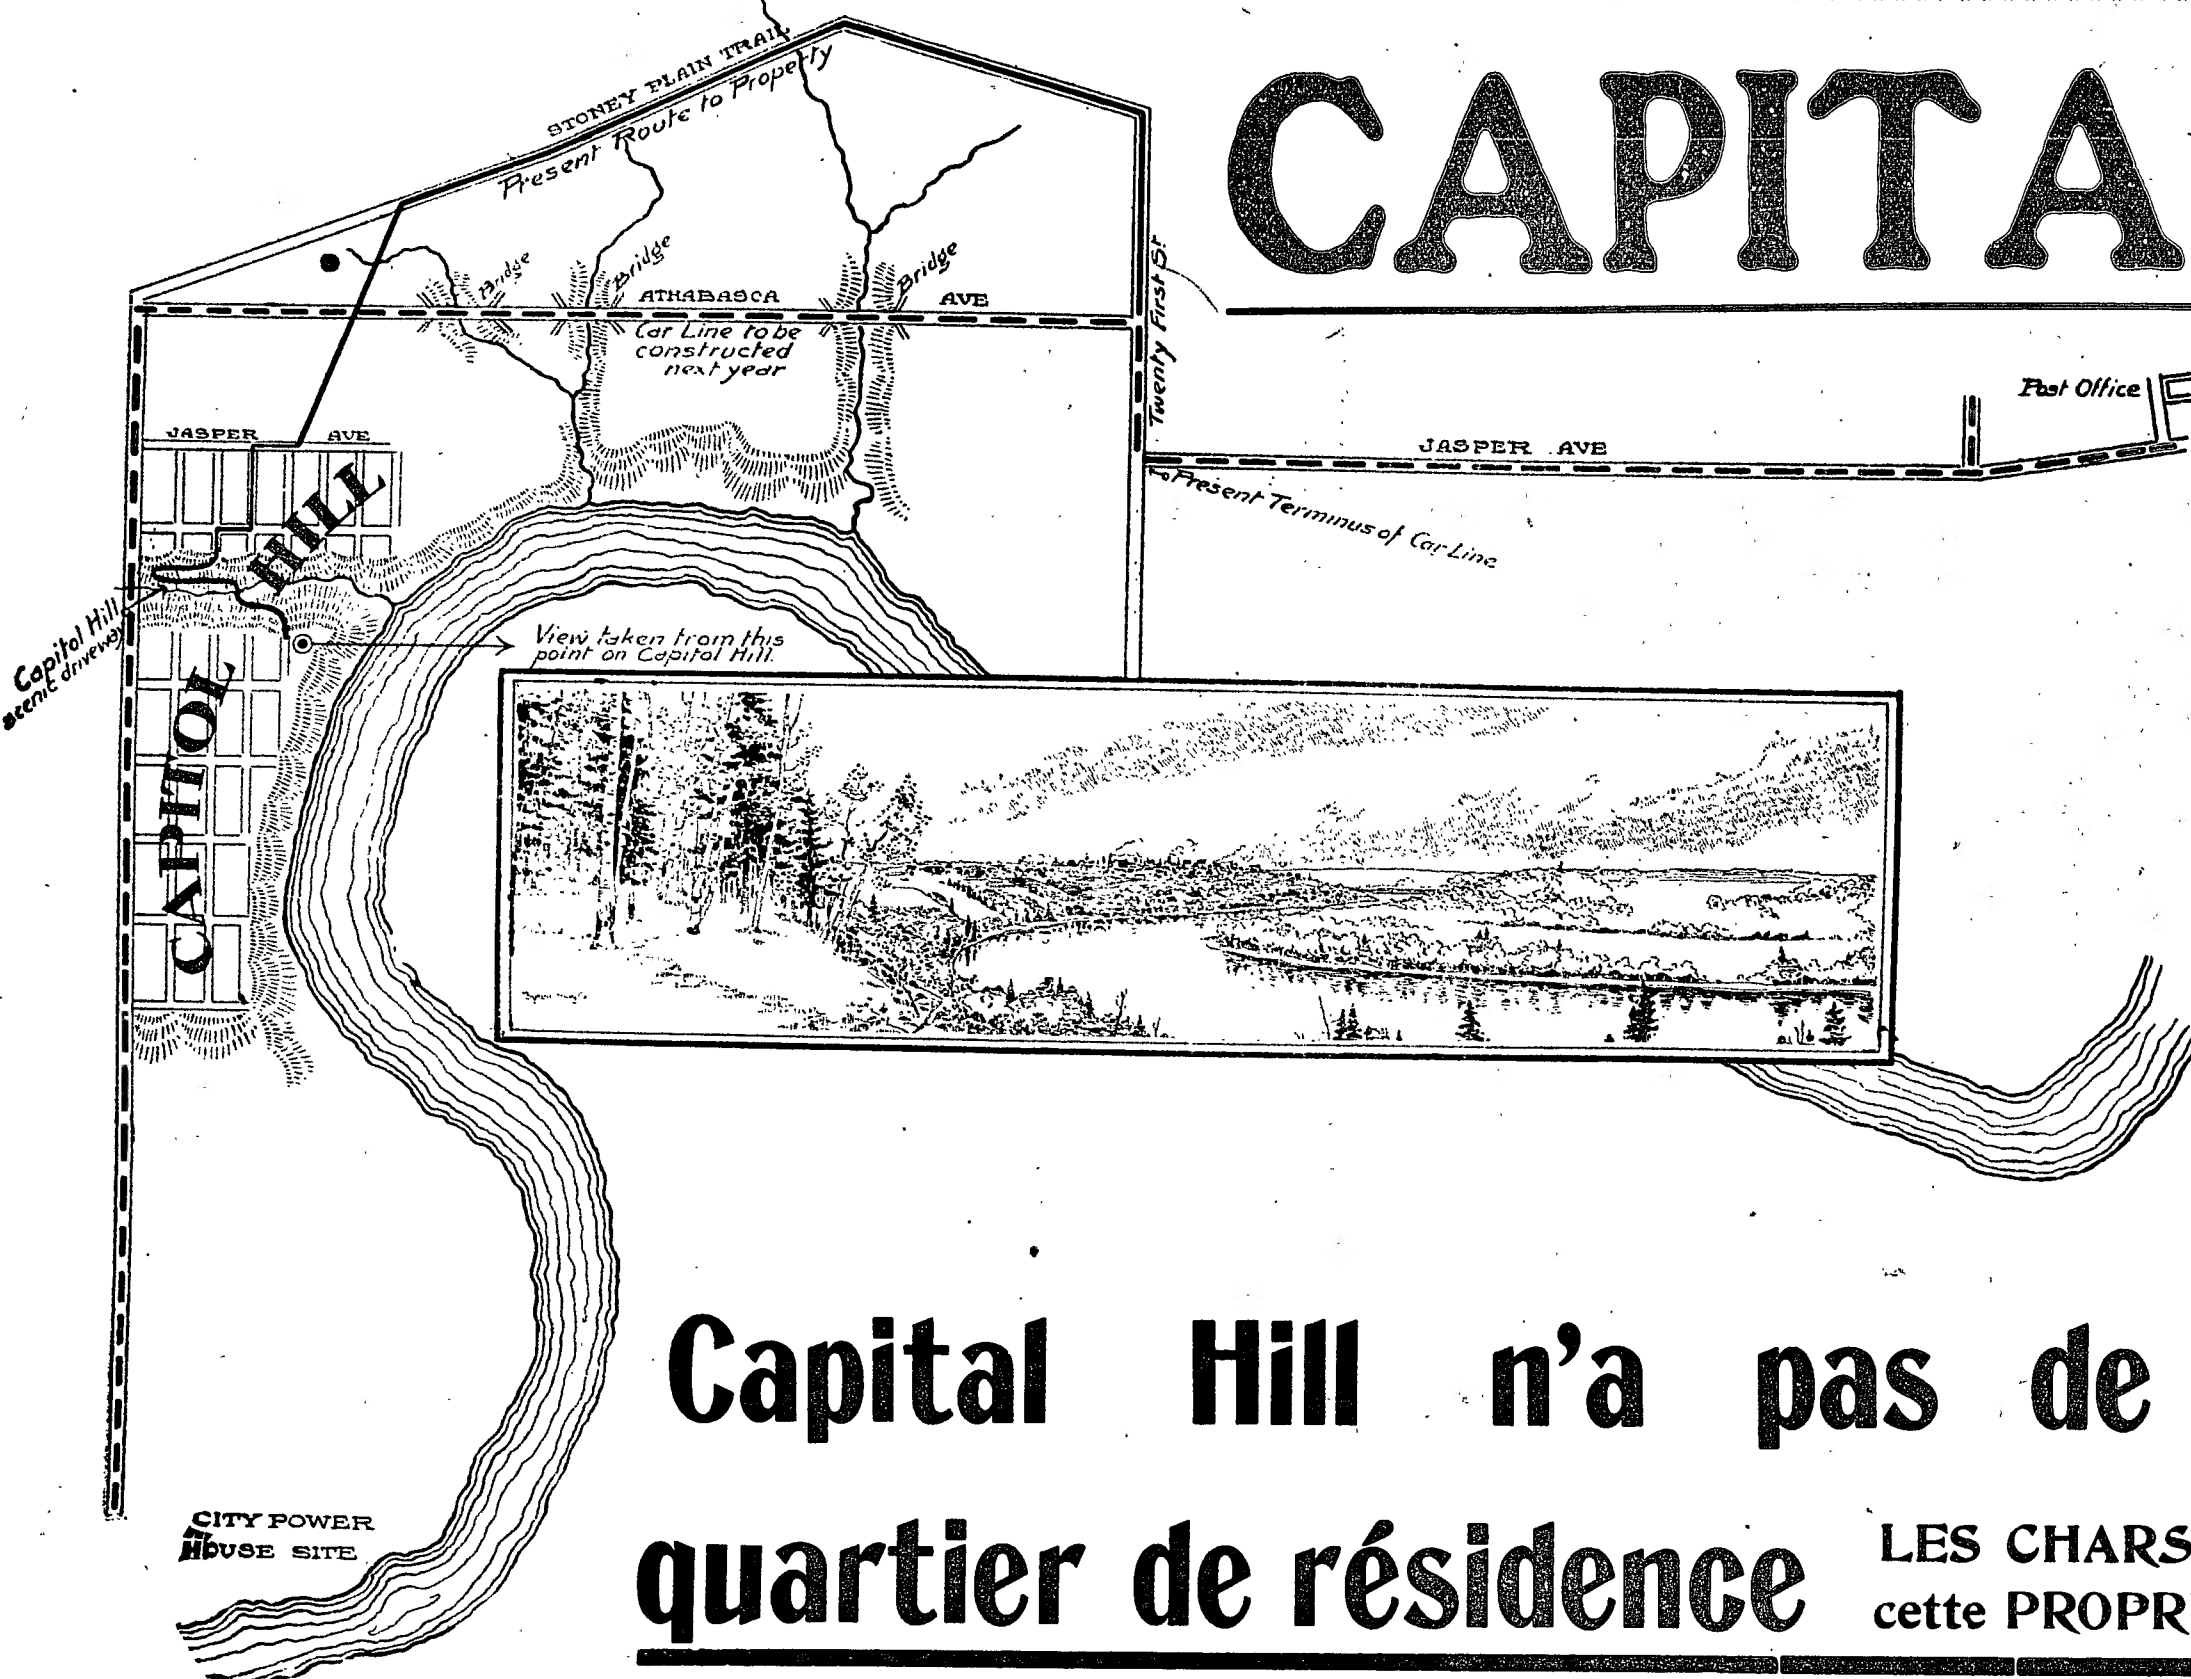 STONEY PLAIN TRAIL
Present Route to Property
CAPITA
Bridge
Bridge
Bridge
ATHABASCA AVE
Car Line to be
constructed
next year
Twenty First St.
Post Office
JASPER AVE
JASPER AVE
Present Terminus of Car Line
CAPITOL HILL
Capitol Hill
scenic driveway
View taken from this
point on Capitol Hill.
Capital Hill n'a pas de
quartier de résidence
LES CHARS
cette PROPR
CITY POWER
HOUSE SITE